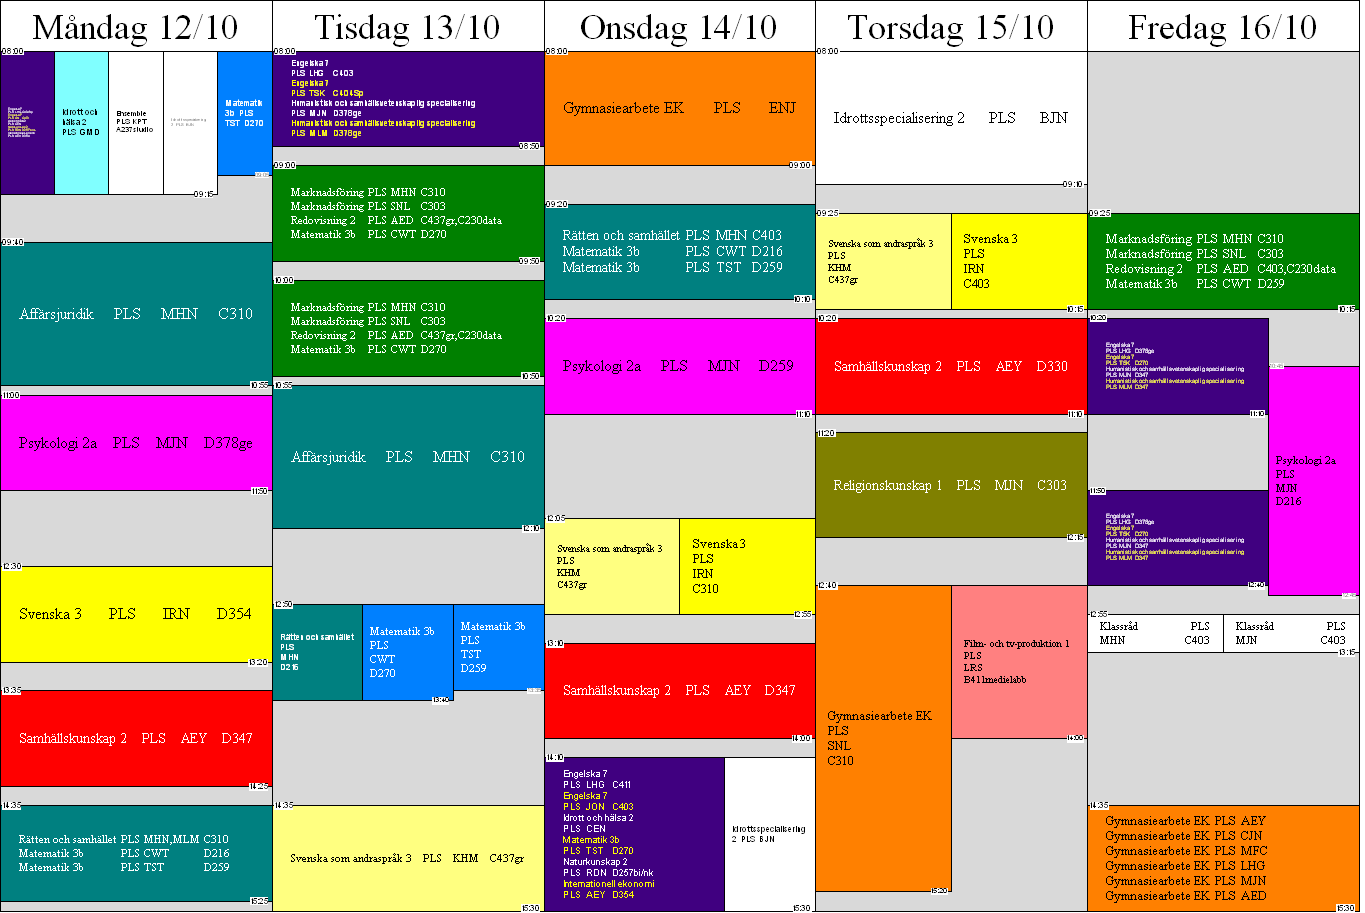 Måndag 12/10
Tisdag 13/10
Onsdag 14/10
Torsdag 15/10
Fredag 16/10
08:00
Idrott och
hälsa 2
PLS GMD
Ensemble
PLS KPT
A237studio
Matematik
3b PLS
TST D270
09:15
09:40
Affärsjuridik PLS MHN C310
10:55
11:00
Psykologi 2a PLS MJN D378ge
11:50
12:30
Svenska 3 PLS IRN D354
13:20
13:35
Samhällskunskap 2 PLS AEY D347
14:25
14:35
Rätten och samhället PLS MHN,MLM C310
Matematik 3b PLS CWT D216
Matematik 3b PLS TST D259
15:25
08:00
Engelska 7
PLS LHG C403
Engelska 7
PLS TSK C404Sp
Humanistisk och samhällsvetenskaplig specialisering
PLS MJN D378ge
Humanistisk och samhällsvetenskaplig specialisering
PLS MLM D378ge
08:50
09:00
Marknadsföring PLS MHN C310
Marknadsföring PLS SNL C303
Redovisning 2 PLS AED C437gr,C230data
Matematik 3b PLS CWT D270
09:50
10:00
Marknadsföring PLS MHN C310
Marknadsföring PLS SNL C303
Redovisning 2 PLS AED C437gr,C230data
Matematik 3b PLS CWT D270
10:50
10:55
Affärsjuridik PLS MHN C310
12:10
12:50
Rätten och samhället
PLS
MHN
D216
Matematik 3b
PLS
CWT
D270
13:40
Matematik 3b
PLS
TST
D259
14:35
Svenska som andraspråk 3 PLS KHM C437gr
15:30
08:00
Gymnasiearbete EK PLS ENJ
09:00
09:20
Rätten och samhället PLS MHN C403
Matematik 3b PLS CWT D216
Matematik 3b PLS TST D259
10:10
10:20
Psykologi 2a PLS MJN D259
11:10
12:05
Svenska som andraspråk 3
PLS
KHM
C437gr
Svenska 3
PLS
IRN
C310
12:55
13:10
Samhällskunskap 2 PLS AEY D347
14:00
14:10
Engelska 7
PLS LHG C411
Engelska 7
PLS JON C403
Idrott och hälsa 2
PLS CEN
Matematik 3b
PLS TST D270
Naturkunskap 2
PLS RDN D257bi/nk
Internationell ekonomi
PLS AEY D354
Idrottsspecialisering
2 PLS BJN
15:30
08:00
Idrottsspecialisering 2 PLS BJN
09:10
09:25
Svenska som andraspråk 3
PLS
KHM
C437gr
Svenska 3
PLS
IRN
C403
10:15
10:20
Samhällskunskap 2 PLS AEY D330
11:10
11:20
Religionskunskap 1 PLS MJN C303
12:15
12:40
Gymnasiearbete EK
PLS
SNL
C310
15:20
Film- och tv-produktion 1
PLS
LRS
B411medielabb
14:00
09:25
Marknadsföring PLS MHN C310
Marknadsföring PLS SNL C303
Redovisning 2 PLS AED C403,C230data
Matematik 3b PLS CWT D259
10:15
10:20
Engelska 7
PLS LHG D378ge
Engelska 7
PLS TSK D270
Humanistisk och samhällsvetenskaplig specialisering
PLS MJN D347
Humanistisk och samhällsvetenskaplig specialisering
PLS MLM D347
11:10
Psykologi 2a
PLS
MJN
D216
11:50
Engelska 7
PLS LHG D378ge
Engelska 7
PLS TSK D270
Humanistisk och samhällsvetenskaplig specialisering
PLS MJN D347
Humanistisk och samhällsvetenskaplig specialisering
PLS MLM D347
12:40
12:55
Klassråd PLS
MHN C403
Klassråd PLS
MJN C403
13:15
14:35
Gymnasiearbete EK PLS AEY
Gymnasiearbete EK PLS CJN
Gymnasiearbete EK PLS MFC
Gymnasiearbete EK PLS LHG
Gymnasiearbete EK PLS MJN
Gymnasiearbete EK PLS AED
15:30